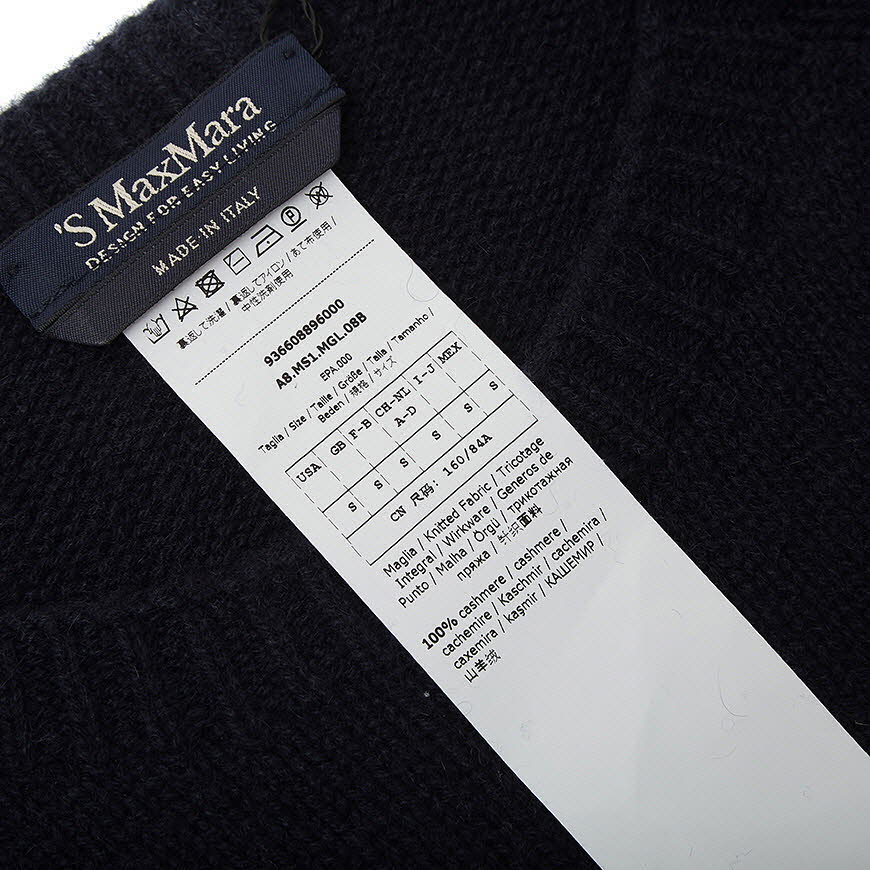 'S MaxMara
DESIGN FOR EASY LIVING
MADE IN ITALY
裏返して洗濯 / 裏返してアイロン / あて布使用 /
中性洗剤使用
936608896000
A8.MS1.MGL.08B
EPA.000
Taglia / Size / Taille / Größe / Talla / Tamanho /
Beden / 規格 / サイズ
USA GB F-B CH-NL I-J MEX
A-D
S S S S S S
CN 尺码: 160/84A
Maglia / Knitted Fabric / Tricotage
Integral / Wirkware / Generos de
Punto / Malha / Örgü / трикотажная
пряжа / 针织面料
100% cashmere / cashmere /
cachemire / Kaschmir / cachemira /
caxemira / kaşmir / КАШЕМИР /
山羊绒